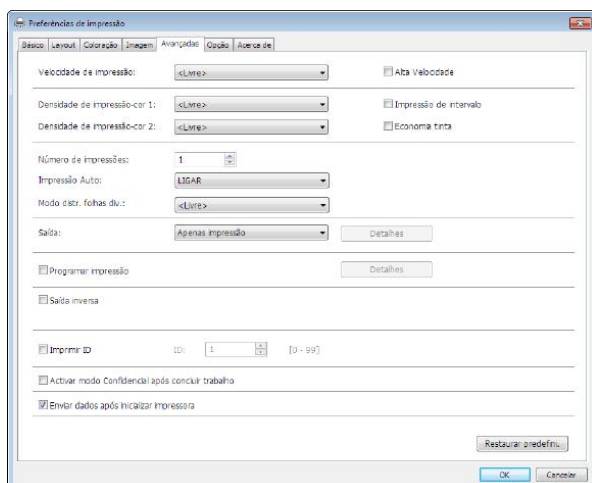 Preferências de impressão
Básico Layout Coloração Imagem Avançadas Opção Acerca de
Velocidade de impressão: <Livre> Alta Velocidade
Densidade de impressão-cor 1: <Livre> Impressão de intervalo
Densidade de impressão-cor 2: <Livre> Economa tinta
Número de impressões: 1
Impressão Auto: LIGAR
Modo distr. folhas div.: <Livre>
Saída: Apenas impressão Detalhes
Programar impressão Detalhes
Saída inversa
Imprimir ID ID: 1 [0 - 99]
Activar modo Confidencial após concluir trabalho
Enviar dados após inicializar impressora
Restaurar predefini..
OK Cancelar